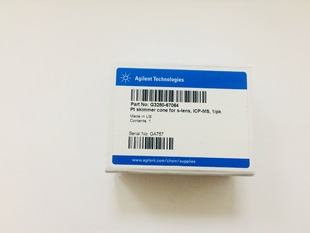 Agilent Technologies
Part No: G3280-67064
Pt skimmer cone for s-lens, ICP-MS, 1/pk
Made in US
Contents: 1
Serial No: OA757
www.agilent.com/chem/supplies